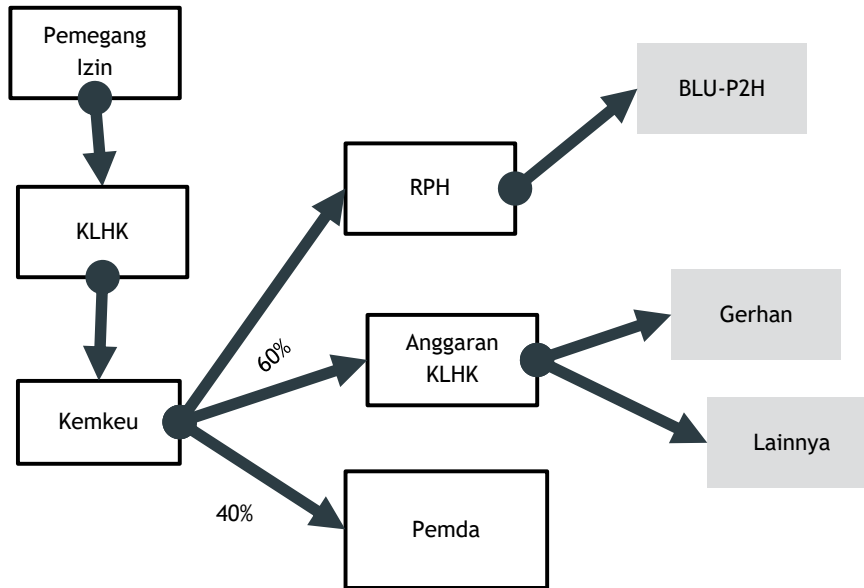 Pemegang
Izin
KLHK
Kemkeu
60%
40%
RPH
Anggaran
KLHK
Pemda
BLU-P2H
Gerhan
Lainnya